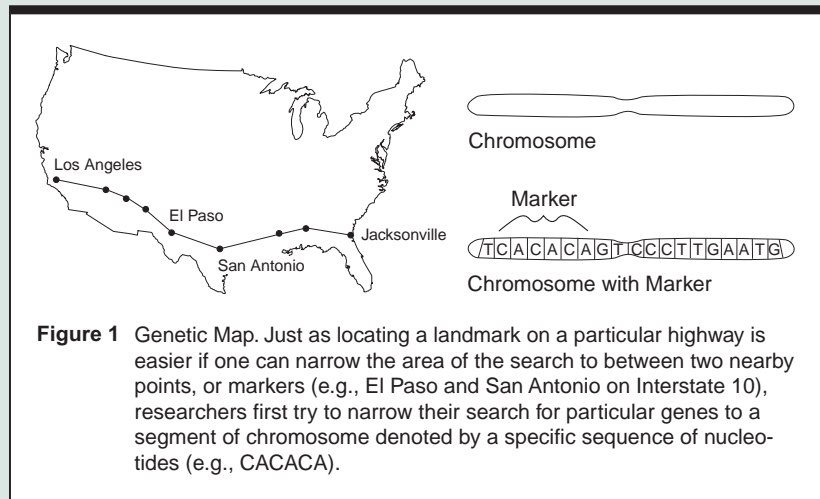 Los Angeles
El Paso
San Antonio
Jacksonville
Chromosome
Marker
TCACACAGTCCCTTGAATG
Chromosome with Marker
Figure 1 Genetic Map. Just as locating a landmark on a particular highway is
easier if one can narrow the area of the search to between two nearby
points, or markers (e.g., El Paso and San Antonio on Interstate 10),
researchers first try to narrow their search for particular genes to a
segment of chromosome denoted by a specific sequence of nucleo-
tides (e.g., CACACA).